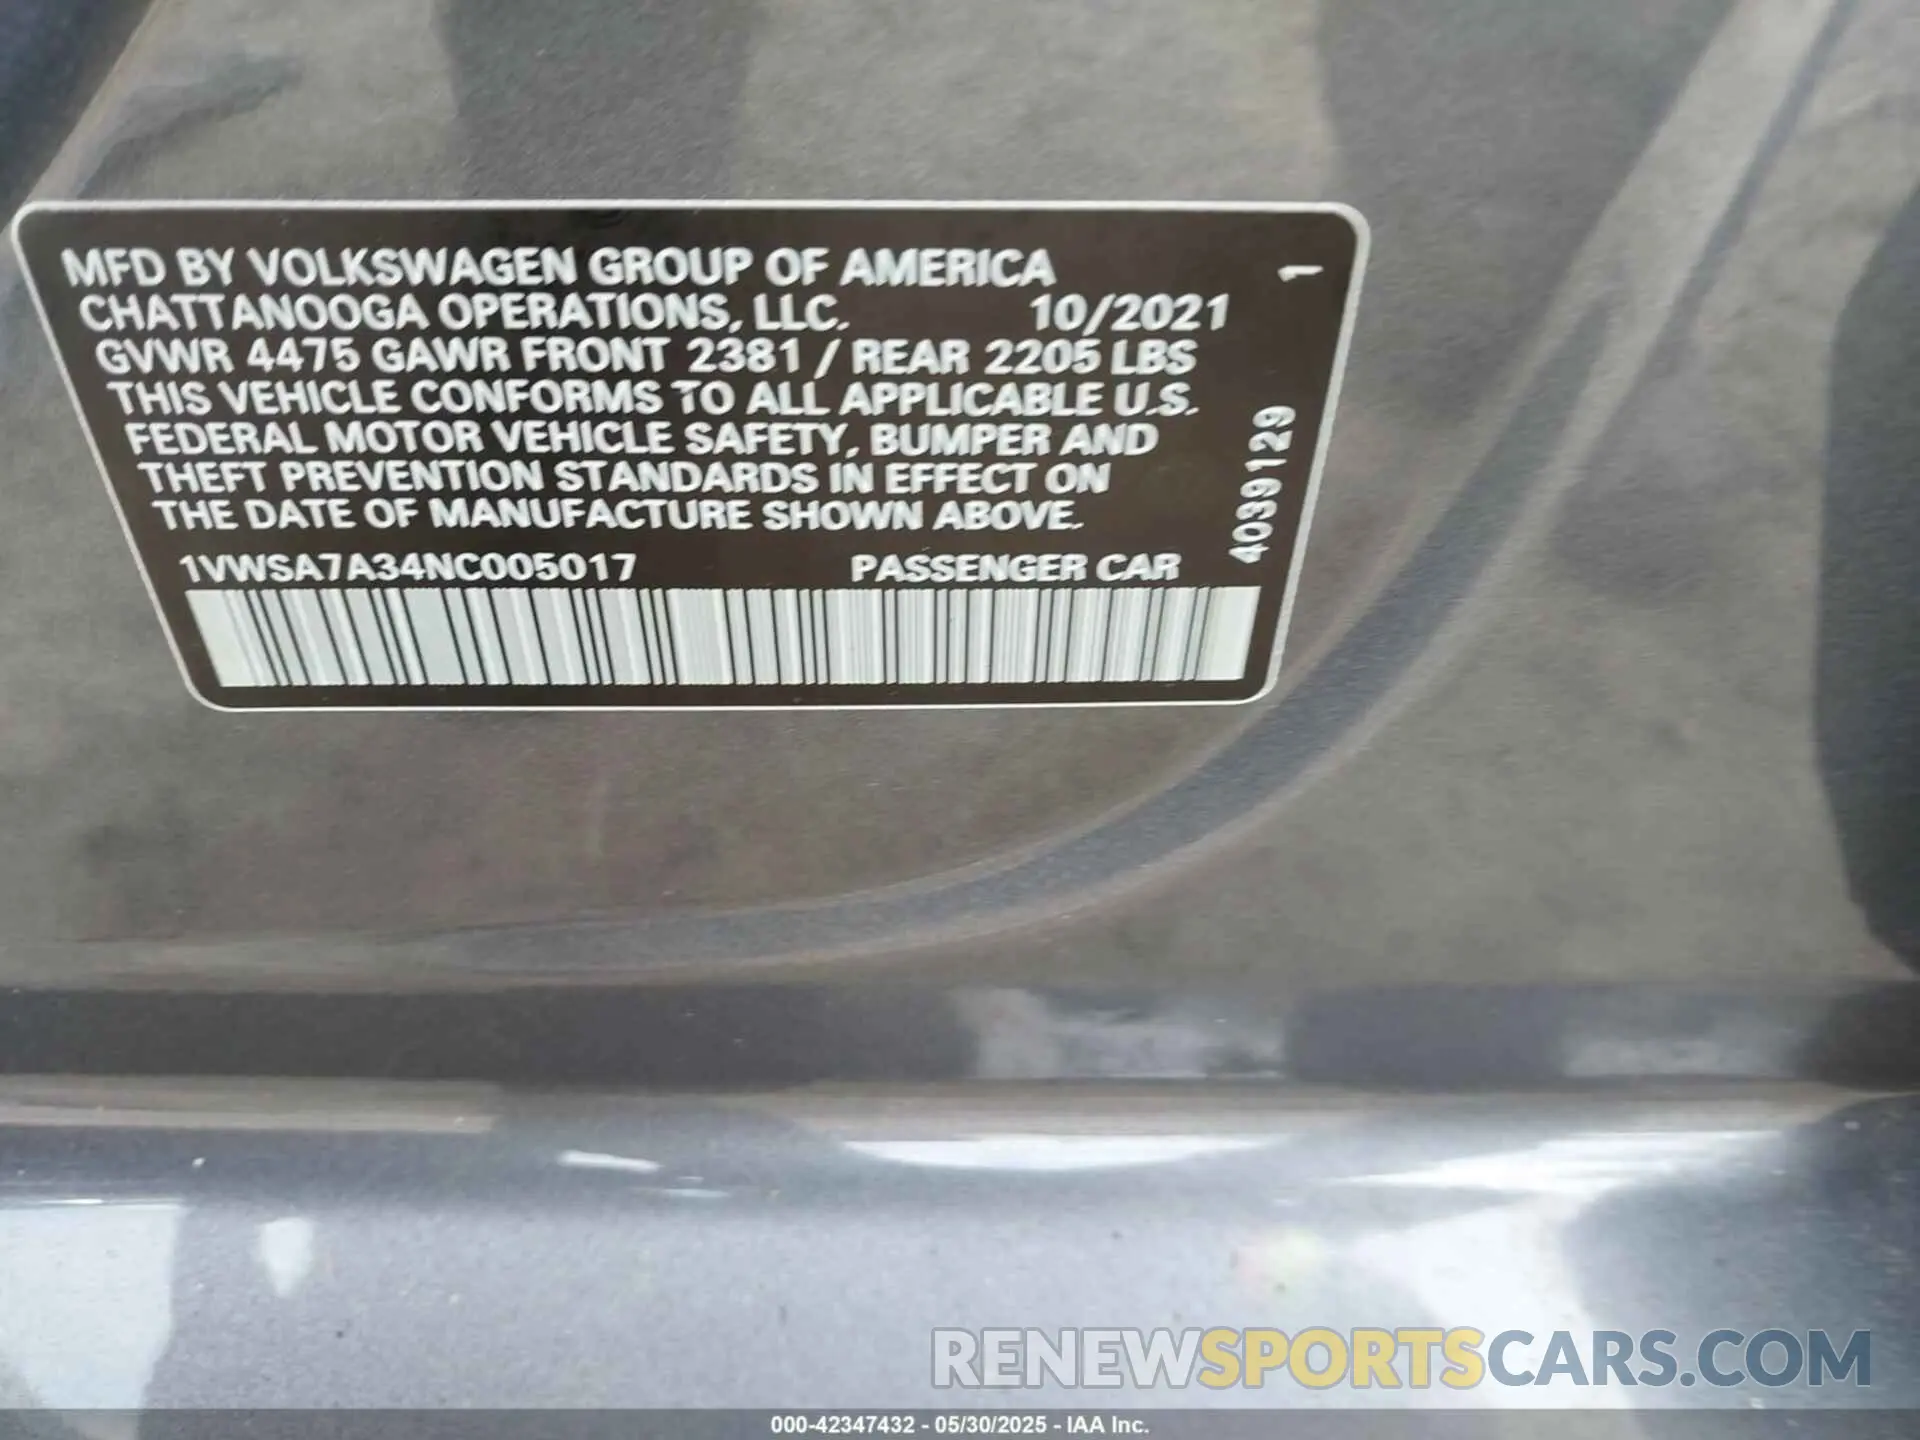 MFD BY VOLKSWAGEN GROUP OF AMERICA
CHATTANOOGA OPERATIONS, LLC. 10/2021 1
GVWR 4475 GAWR FRONT 2381 / REAR 2205 LBS
THIS VEHICLE CONFORMS TO ALL APPLICABLE U.S.
FEDERAL MOTOR VEHICLE SAFETY, BUMPER AND
THEFT PREVENTION STANDARDS IN EFFECT ON
THE DATE OF MANUFACTURE SHOWN ABOVE.
1VWSA7A34NC005017 PASSENGER CAR
4039129
RENEWSPORTSCARS.COM
000-42347432 - 05/30/2025 - IAA Inc.